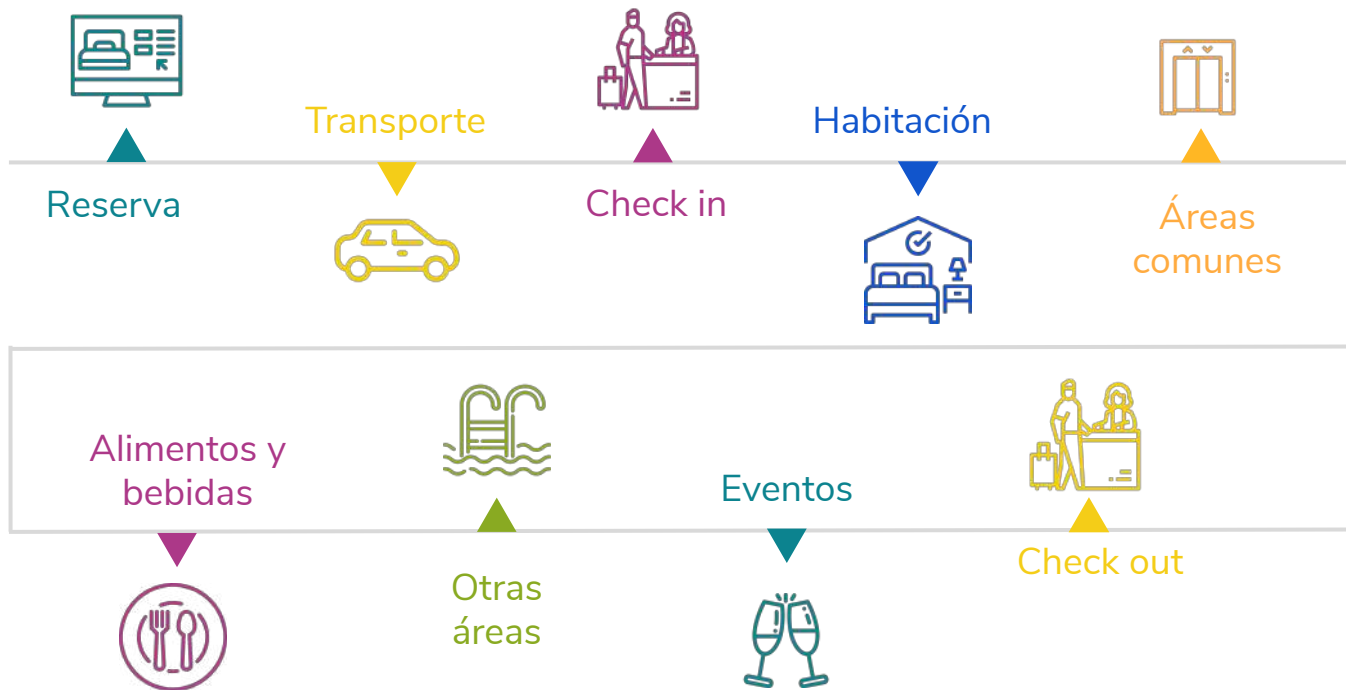 Reserva
Transporte
Check in
Habitación
Áreas
comunes
Alimentos y
bebidas
Otras
áreas
Eventos
Check out